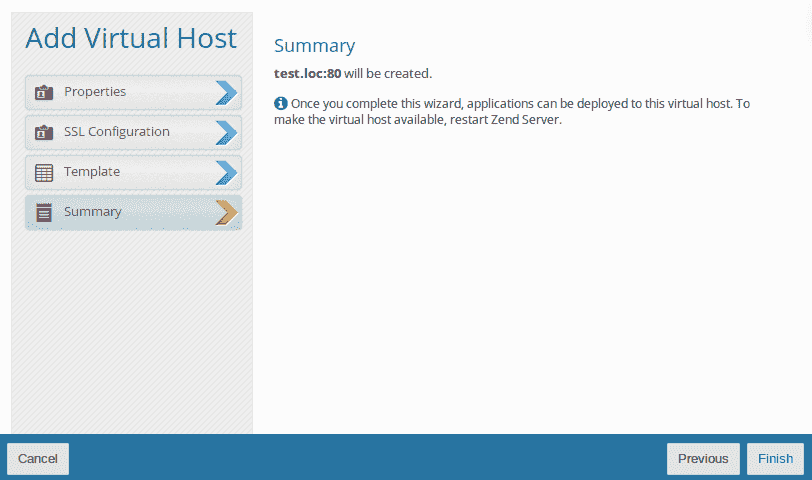 Add Virtual Host
Properties
SSL Configuration
Template
Summary
Summary
test.loc:80 will be created.
Once you complete this wizard, applications can be deployed to this virtual host. To
make the virtual host available, restart Zend Server.
Cancel
Previous
Finish